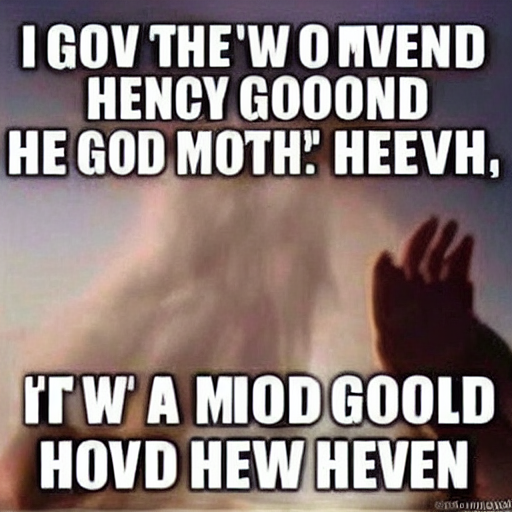 I GOV THE 'W O MVEND
HENCY GOOOND
HE GOD MOTH!" HEEVH,
W' A MIOD GOOLD
HOVD HEW HEVEN